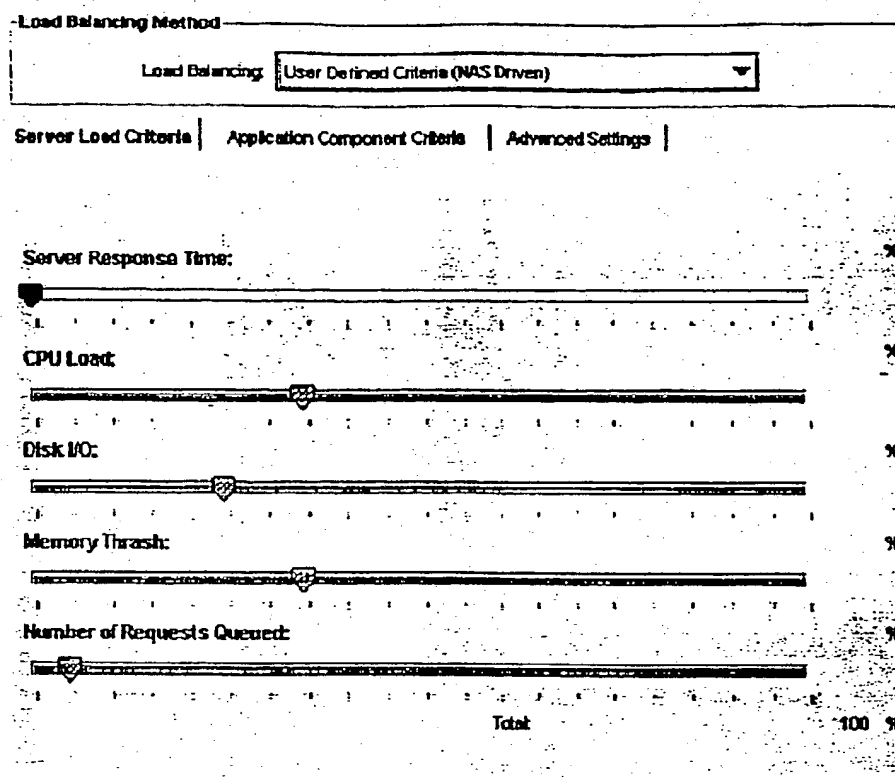 Load Balancing Method
Load Balancing: User Defined Criteria (NAS Driven)
Server Load Criteria | Application Component Criteria | Advanced Settings |
%
Server Response Time:
%
CPU Load:
%
Disk I/O:
%
Memory Thrash:
%
Number of Requests Queued:
Total: 100 %